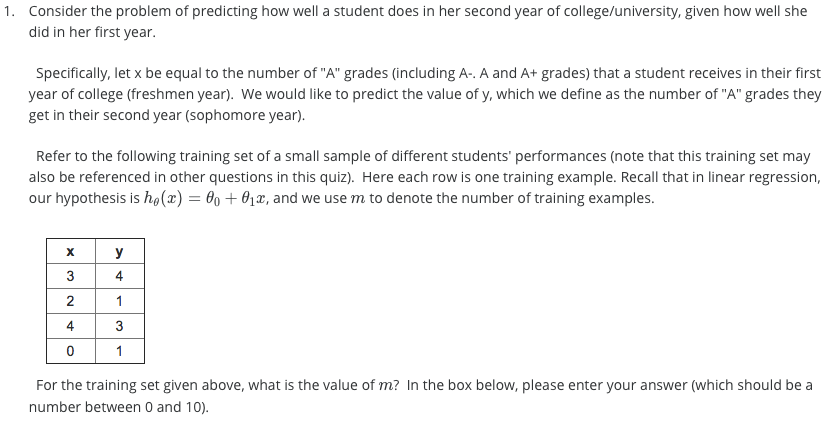 1. Consider the problem of predicting how well a student does in her second year of college/university, given how well she
did in her first year.
Specifically, let x be equal to the number of "A" grades (including A-. A and A+ grades) that a student receives in their first
year of college (freshmen year). We would like to predict the value of y, which we define as the number of "A" grades they
get in their second year (sophomore year).
Refer to the following training set of a small sample of different students' performances (note that this training set may
also be referenced in other questions in this quiz). Here each row is one training example. Recall that in linear regression,
our hypothesis is hθ(x) = θ0 + θ1x, and we use m to denote the number of training examples.
x y
3 4
2 1
4 3
0 1
For the training set given above, what is the value of m? In the box below, please enter your answer (which should be a
number between 0 and 10).